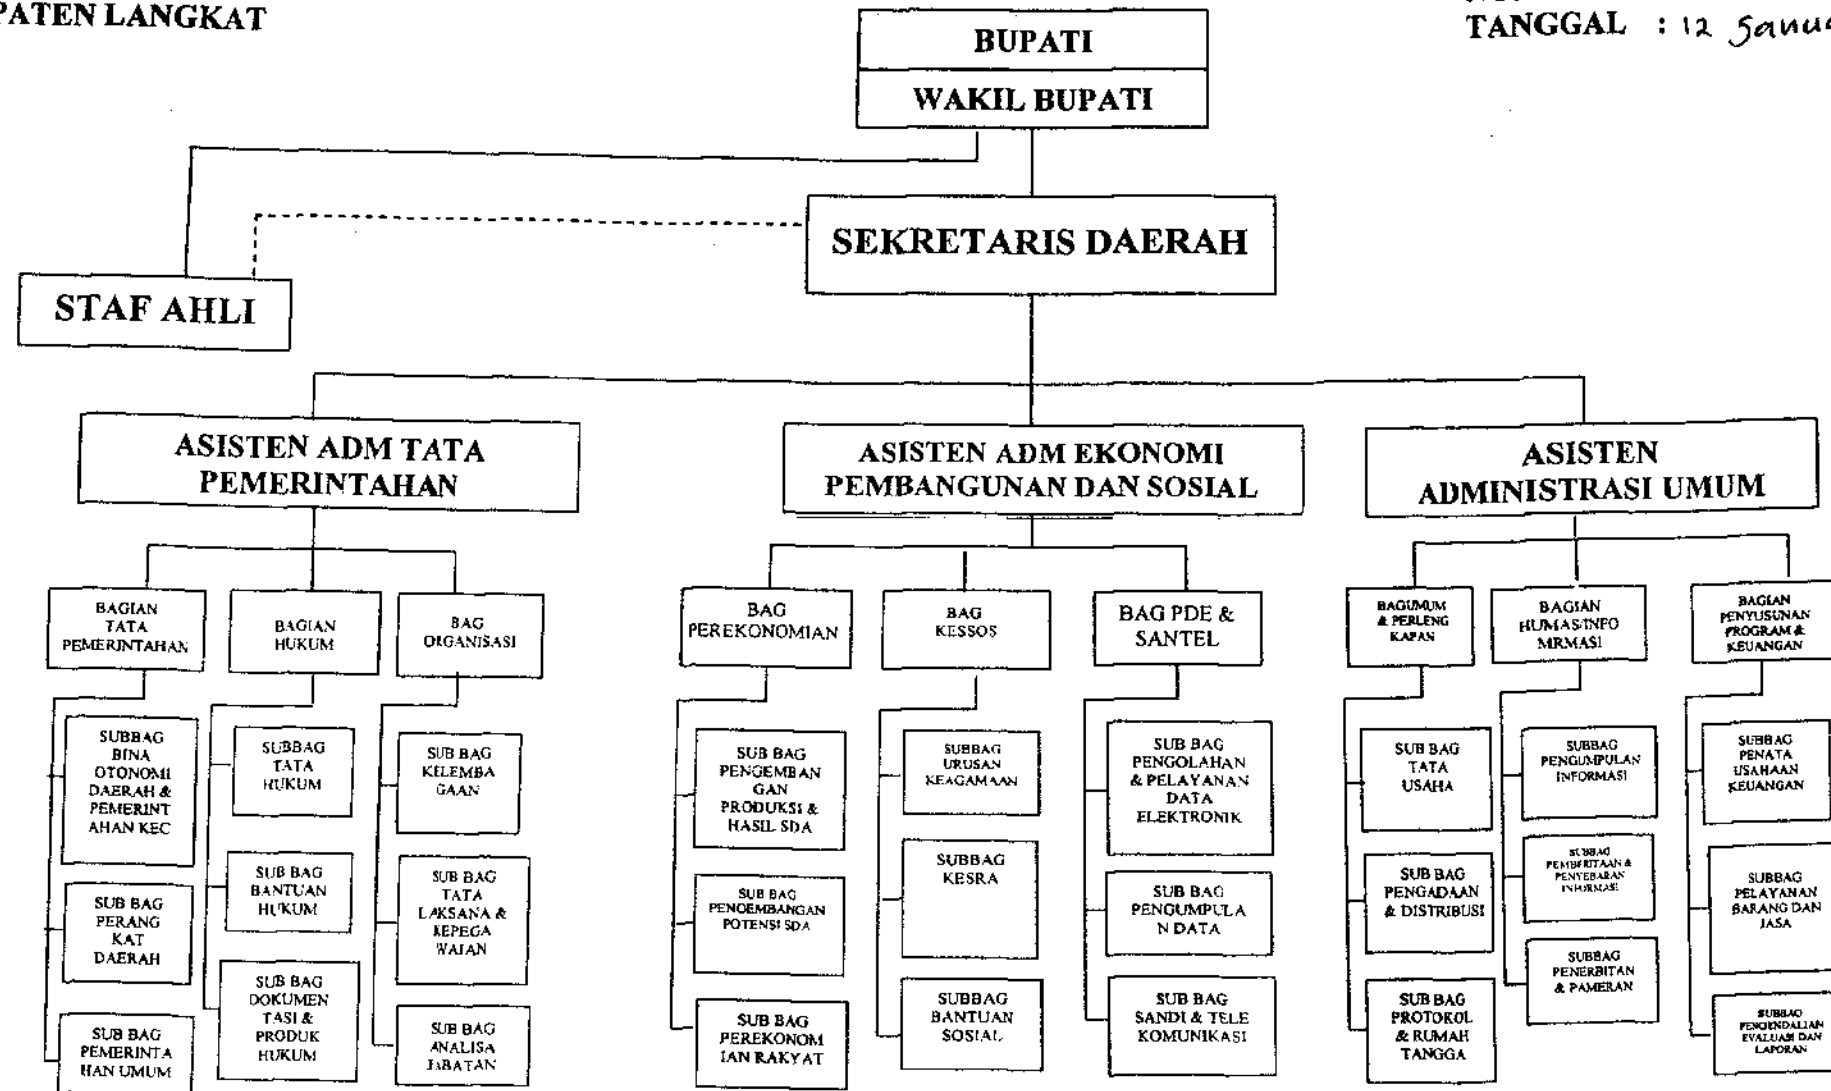 PATEN LANGKAT
TANGGAL : 12
BUPATI
WAKIL BUPATI
SEKRETARIS DAERAH
STAF AHLI
ASISTEN ADM TATA
PEMERINTAHAN
ASISTEN ADM EKONOMI
PEMBANGUNAN DAN SOSIAL
ASISTEN
ADMINISTRASI UMUM
BAGIAN
TATA
PEMERINTAHAN
BAGIAN
HUKUM
BAG
ORGANISASI
BAG
PEREKONOMIAN
BAG
KESSOS
BAG PDE &
SANTEL
BAGUMUM
& PERLENG
KAPAN
BAGIAN
HUMAS/INFO
MRMASI
BAGIAN
PENYUSUNAN
PROGRAM &
KEUANGAN
SUBBAG
BINA
OTONOMI
DAERAH &
PEMERINT
AHAN KEC
SUB BAG
PERANG
KAT
DAERAH
SUB BAG
PEMERINTA
HAN UMUM
SUBBAG
TATA
HUKUM
SUB BAG
BANTUAN
HUKUM
SUB BAG
DOKUMEN
TASI &
PRODUK
HUKUM
SUB BAG
KELEMBA
GAAN
SUB BAG
TATA
LAKSANA &
KEPEGA
WAIAN
SUB BAG
ANALISA
JABATAN
SUB BAG
PENGEMBAN
GAN
PRODUKSI &
HASIL SDA
SUB BAG
PENGEMBANGAN
POTENSI SDA
SUB BAG
PEREKONOM
IAN RAKYAT
SUBBAG
URUSAN
KEAGAMAAN
SUBBAG
KESRA
SUBBAG
BANTUAN
SOSIAL
SUB BAG
PENGOLAHAN
& PELAYANAN
DATA
ELEKTRONIK
SUB BAG
PENGUMPULA
N DATA
SUB BAG
SANDI & TELE
KOMUNIKASI
SUB BAG
TATA
USAHA
SUB BAG
PENGADAAN
& DISTRIBUSI
SUB BAG
PROTOKOL
& RUMAH
TANGGA
SUBBAG
PENGUMPULAN
INFORMASI
SUBBAG
PEMBERITAAN &
PENYEBARAN
INFORMASI
SUBBAG
PENERBITAN
& PAMERAN
SUBBAG
PENATA
USAHAAN
KEUANGAN
SUBBAG
PELAYANAN
BARANG DAN
JASA
SUBBAG
PENGENDALIAN
EVALUASI DAN
LAPORAN